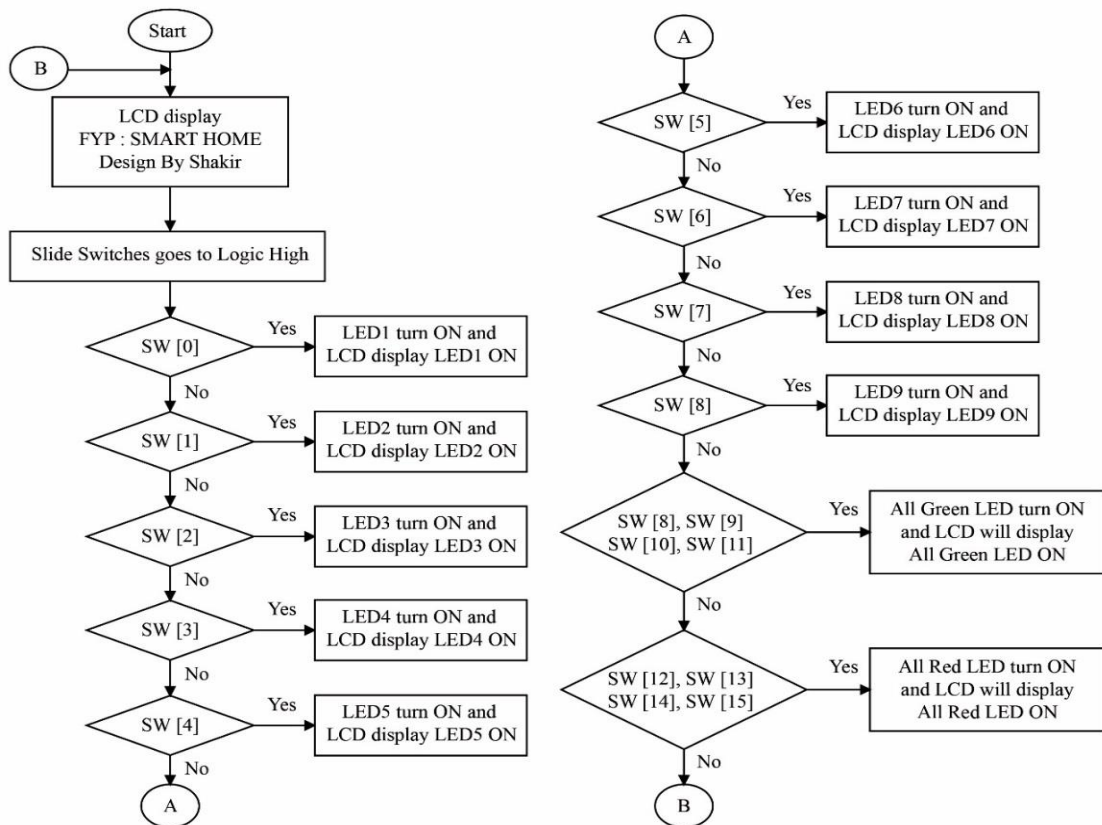 Start
B
LCD display
FYP : SMART HOME
Design By Shakir
Slide Switches goes to Logic High
SW [0]
Yes
LED1 turn ON and
LCD display LED1 ON
No
SW [1]
Yes
LED2 turn ON and
LCD display LED2 ON
No
SW [2]
Yes
LED3 turn ON and
LCD display LED3 ON
No
SW [3]
Yes
LED4 turn ON and
LCD display LED4 ON
No
SW [4]
Yes
LED5 turn ON and
LCD display LED5 ON
No
A
A
SW [5]
Yes
LED6 turn ON and
LCD display LED6 ON
No
SW [6]
Yes
LED7 turn ON and
LCD display LED7 ON
No
SW [7]
Yes
LED8 turn ON and
LCD display LED8 ON
No
SW [8]
Yes
LED9 turn ON and
LCD display LED9 ON
No
SW [8], SW [9]
SW [10], SW [11]
Yes
All Green LED turn ON
and LCD will display
All Green LED ON
No
SW [12], SW [13]
SW [14], SW [15]
Yes
All Red LED turn ON
and LCD will display
All Red LED ON
No
B